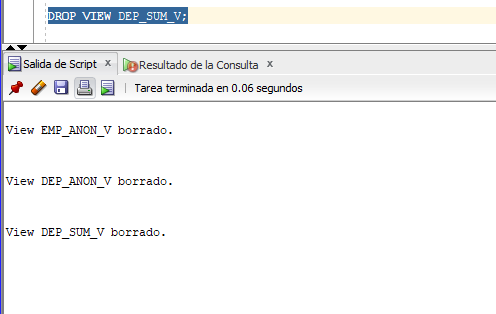 DROP VIEW DEP_SUM_V;
Salida de Script x
Resultado de la Consulta x
Tarea terminada en 0.06 segundos
View EMP_ANON_V borrado.
View DEP_ANON_V borrado.
View DEP_SUM_V borrado.